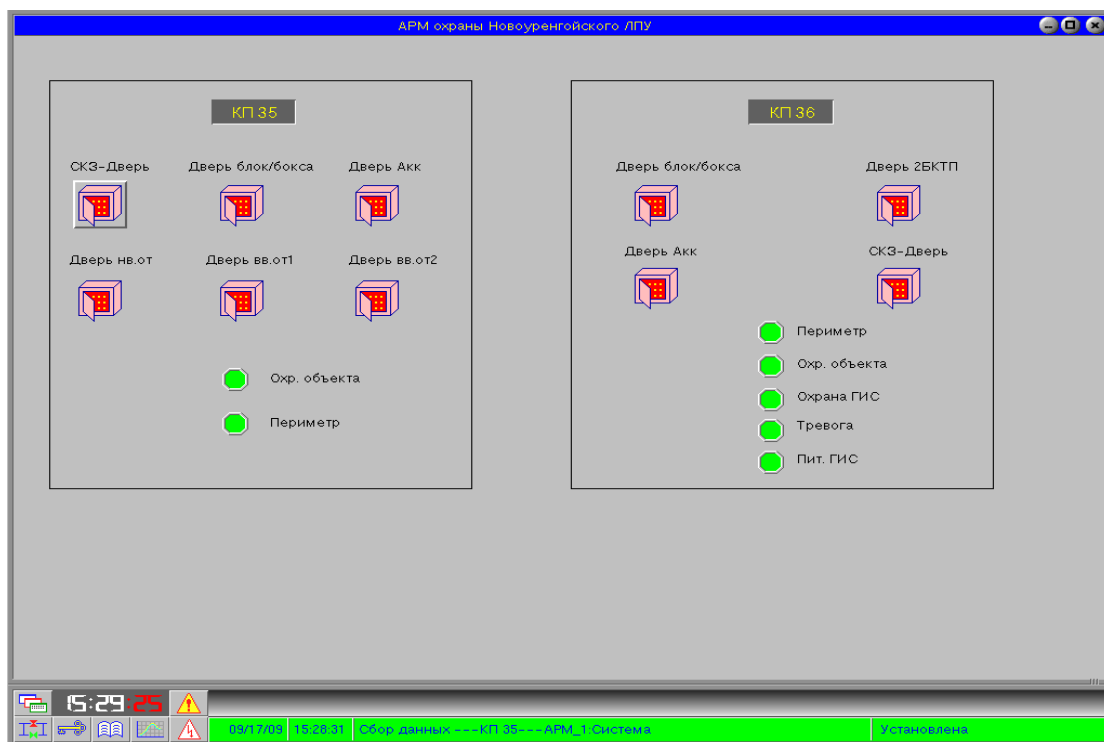 АРМ охраны Новоуренгойского ЛПУ
КП 35
СКЗ-Дверь Дверь блок/бокса Дверь Акк
Дверь нв.от Дверь вв.от1 Дверь вв.от2
Охр. объекта
Периметр
КП 36
Дверь блок/бокса Дверь 2БКТП
Дверь Акк СКЗ-Дверь
Периметр
Охр. объекта
Охрана ГИС
Тревога
Пит. ГИС
15:29:25
09/17/09 15:28:31 Сбор данных ---КП 35---АРМ_1:Система Установлена